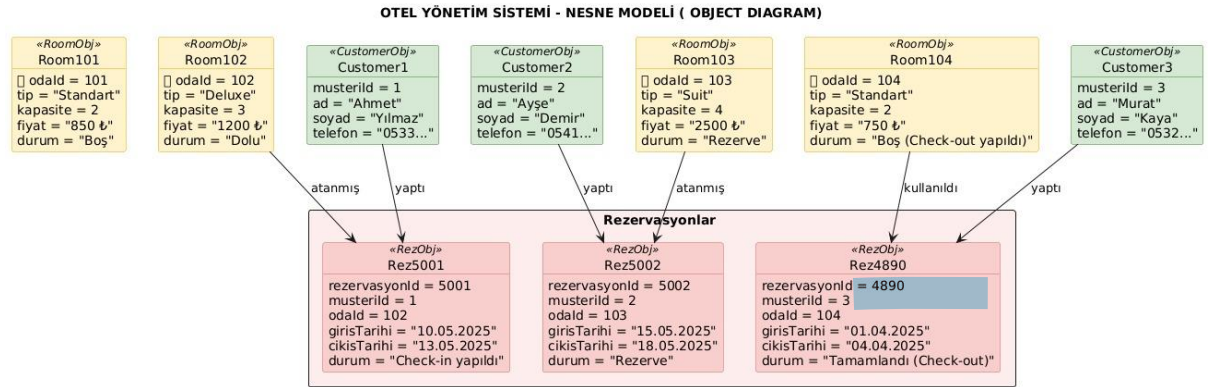 OTEL YÖNETİM SİSTEMİ - NESNE MODELİ ( OBJECT DIAGRAM)
«RoomObj»
Room101
odaId = 101
tip = "Standart"
kapasite = 2
fiyat = "850 ₺"
durum = "Boş"
«RoomObj»
Room102
odaId = 102
tip = "Deluxe"
kapasite = 3
fiyat = "1200 ₺"
durum = "Dolu"
«CustomerObj»
Customer1
musteriId = 1
ad = "Ahmet"
soyad = "Yılmaz"
telefon = "0533..."
«CustomerObj»
Customer2
musteriId = 2
ad = "Ayşe"
soyad = "Demir"
telefon = "0541..."
«RoomObj»
Room103
odaId = 103
tip = "Suit"
kapasite = 4
fiyat = "2500 ₺"
durum = "Rezerve"
«RoomObj»
Room104
odaId = 104
tip = "Standart"
kapasite = 2
fiyat = "750 ₺"
durum = "Boş (Check-out yapıldı)"
«CustomerObj»
Customer3
musteriId = 3
ad = "Murat"
soyad = "Kaya"
telefon = "0532..."
atanmış
yaptı
yaptı
atanmış
kullanıldı
yaptı
Rezervasyonlar
«RezObj»
Rez5001
rezervasyonId = 5001
musteriId = 1
odaId = 102
girisTarihi = "10.05.2025"
cikisTarihi = "13.05.2025"
durum = "Check-in yapıldı"
«RezObj»
Rez5002
rezervasyonId = 5002
musteriId = 2
odaId = 103
girisTarihi = "15.05.2025"
cikisTarihi = "18.05.2025"
durum = "Rezerve"
«RezObj»
Rez4890
rezervasyonId = 4890
musteriId = 3
odaId = 104
girisTarihi = "01.04.2025"
cikisTarihi = "04.04.2025"
durum = "Tamamlandı (Check-out)"